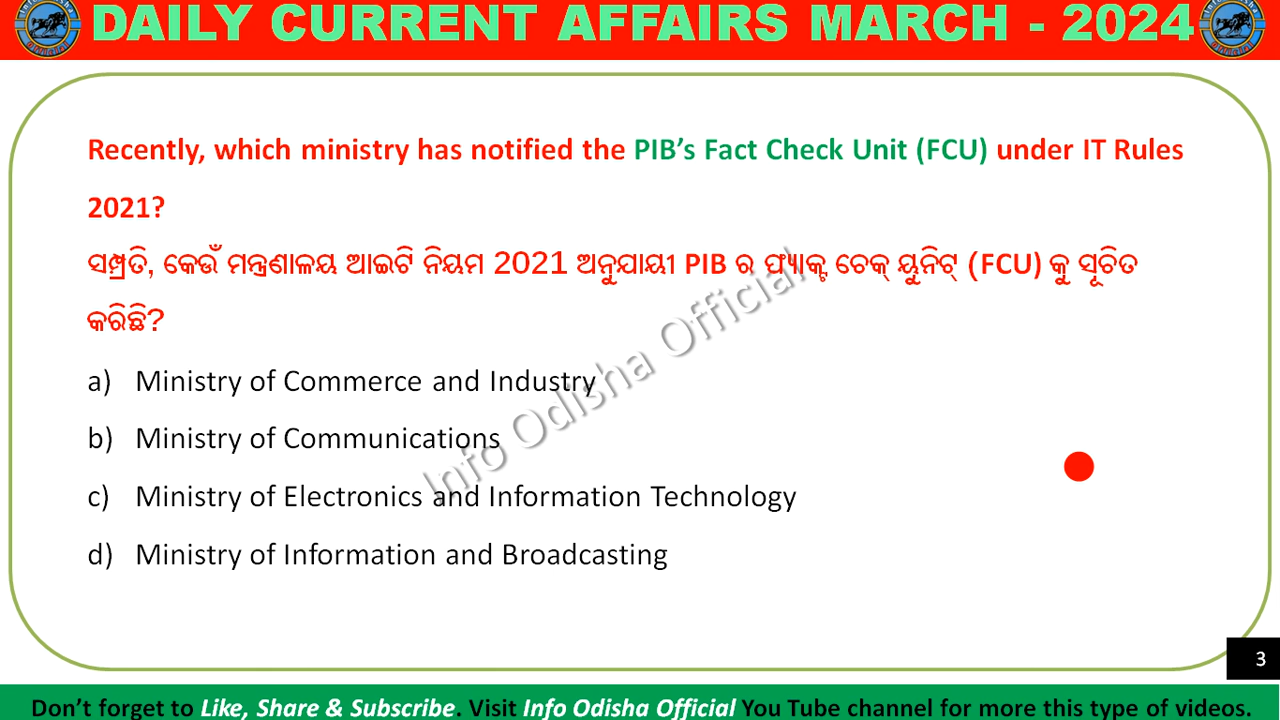 DAILY CURRENT AFFAIRS MARCH - 2024
Recently, which ministry has notified the PIB’s Fact Check Unit (FCU) under IT Rules
2021?
ସମ୍ପ୍ରତି, କେଉଁ ମନ୍ତ୍ରଣାଳୟ ଆଇଟି ନିୟମ 2021 ଅନୁଯାୟୀ PIB ର ଫ୍ୟାକ୍ଟ ଚେକ୍ ୟୁନିଟ୍ (FCU) କୁ ସୂଚିତ
କରିଛି?
a) Ministry of Commerce and Industry
b) Ministry of Communications
c) Ministry of Electronics and Information Technology
d) Ministry of Information and Broadcasting
Info Odisha Official
3
Don’t forget to Like, Share & Subscribe. Visit Info Odisha Official You Tube channel for more this type of videos.